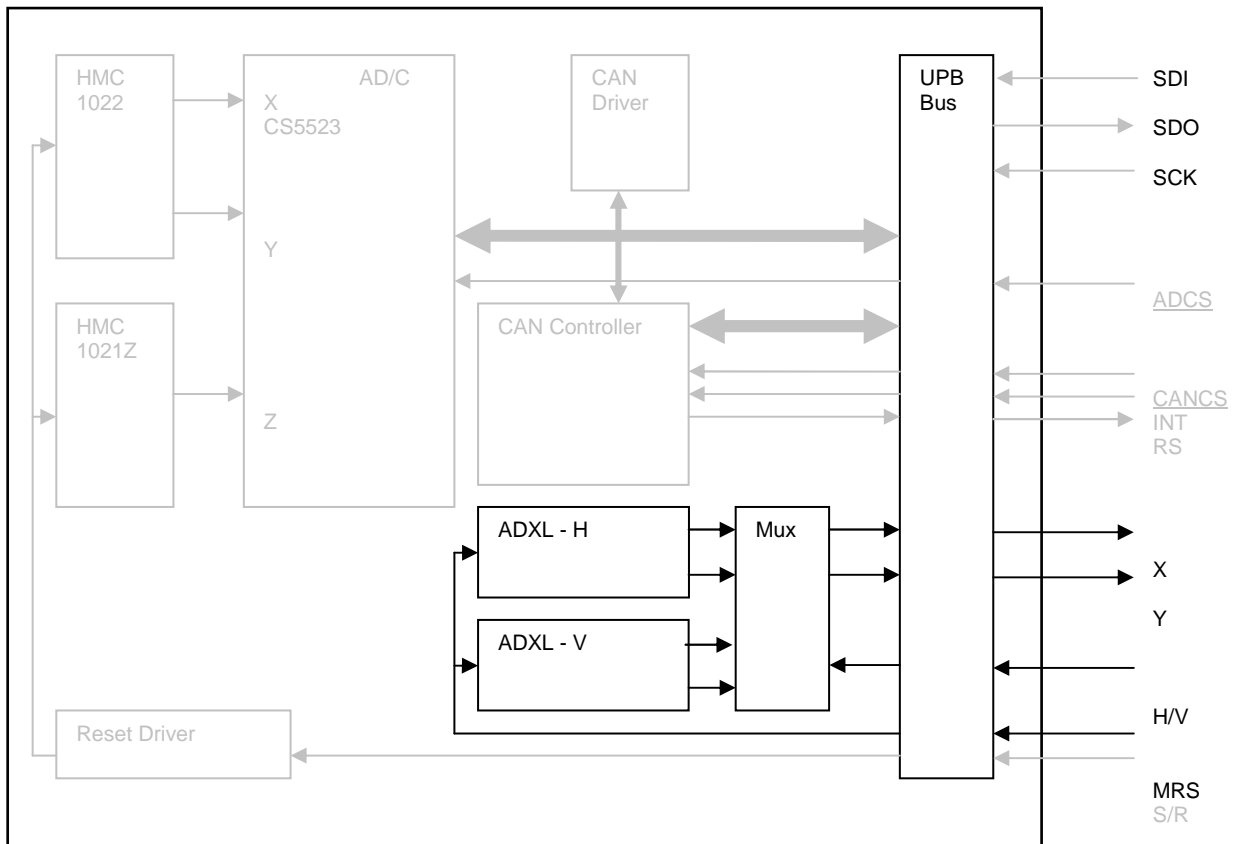 HMC
1022
AD/C
X
CS5523
Y
Z
CAN
Driver
UPB
Bus
SDI
SDO
SCK
ADCS
HMC
1021Z
CAN Controller
CANCS
INT
RS
ADXL - H
Mux
X
Y
ADXL - V
H/V
Reset Driver
MRS
S/R